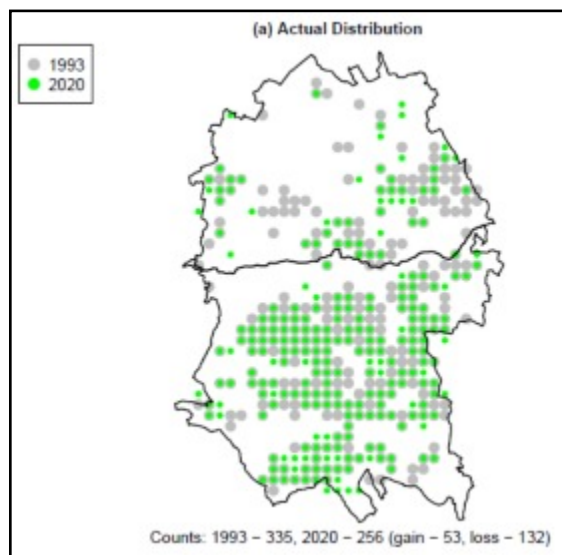 (a) Actual Distribution
1993
2020
Counts: 1993 − 335, 2020 − 256 (gain − 53, loss − 132)